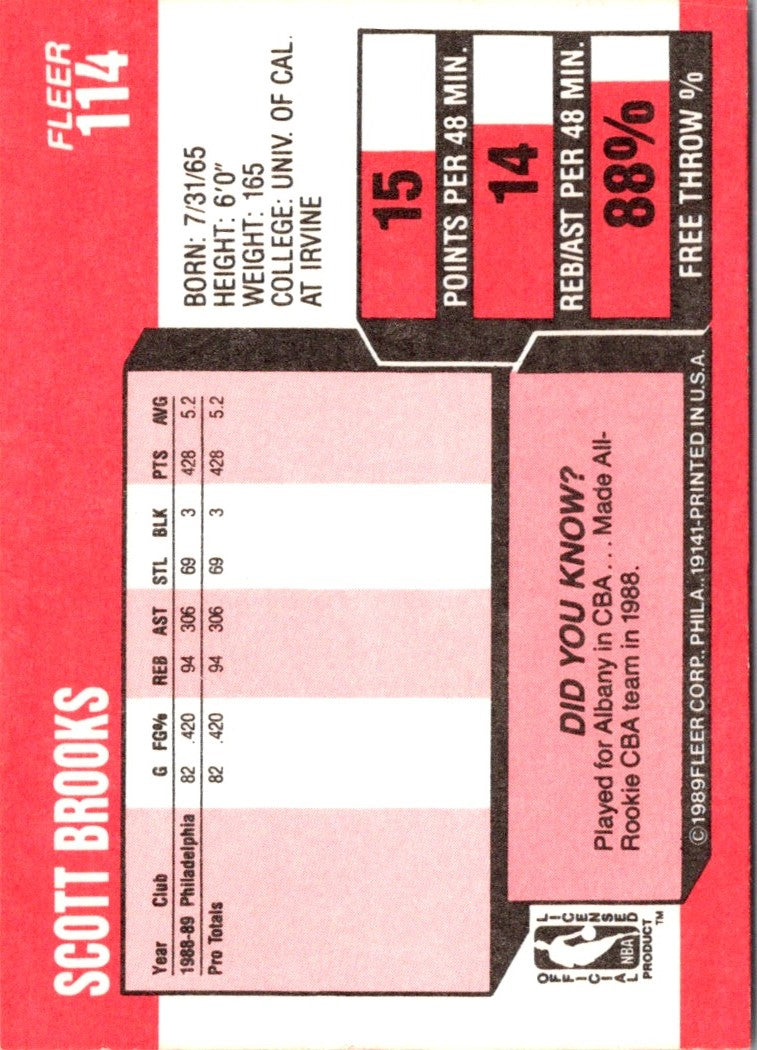 SCOTT BROOKS
FLEER
114
Year Club G FG% REB AST STL BLK PTS AVG
1988-89 Philadelphia 82 .420 94 306 69 3 428 5.2
Pro Totals 82 .420 94 306 69 3 428 5.2
BORN: 7/31/65
HEIGHT: 6'0"
WEIGHT: 165
COLLEGE: UNIV. OF CAL.
AT IRVINE
15
POINTS PER 48 MIN.
14
REB/AST PER 48 MIN.
88%
FREE THROW %
DID YOU KNOW?
Played for Albany in CBA . . . Made All-
Rookie CBA team in 1988.
OFFICIAL LICENSED
NBA
PRODUCT™
©1989FLEER CORP., PHILA., 19141-PRINTED IN U.S.A.